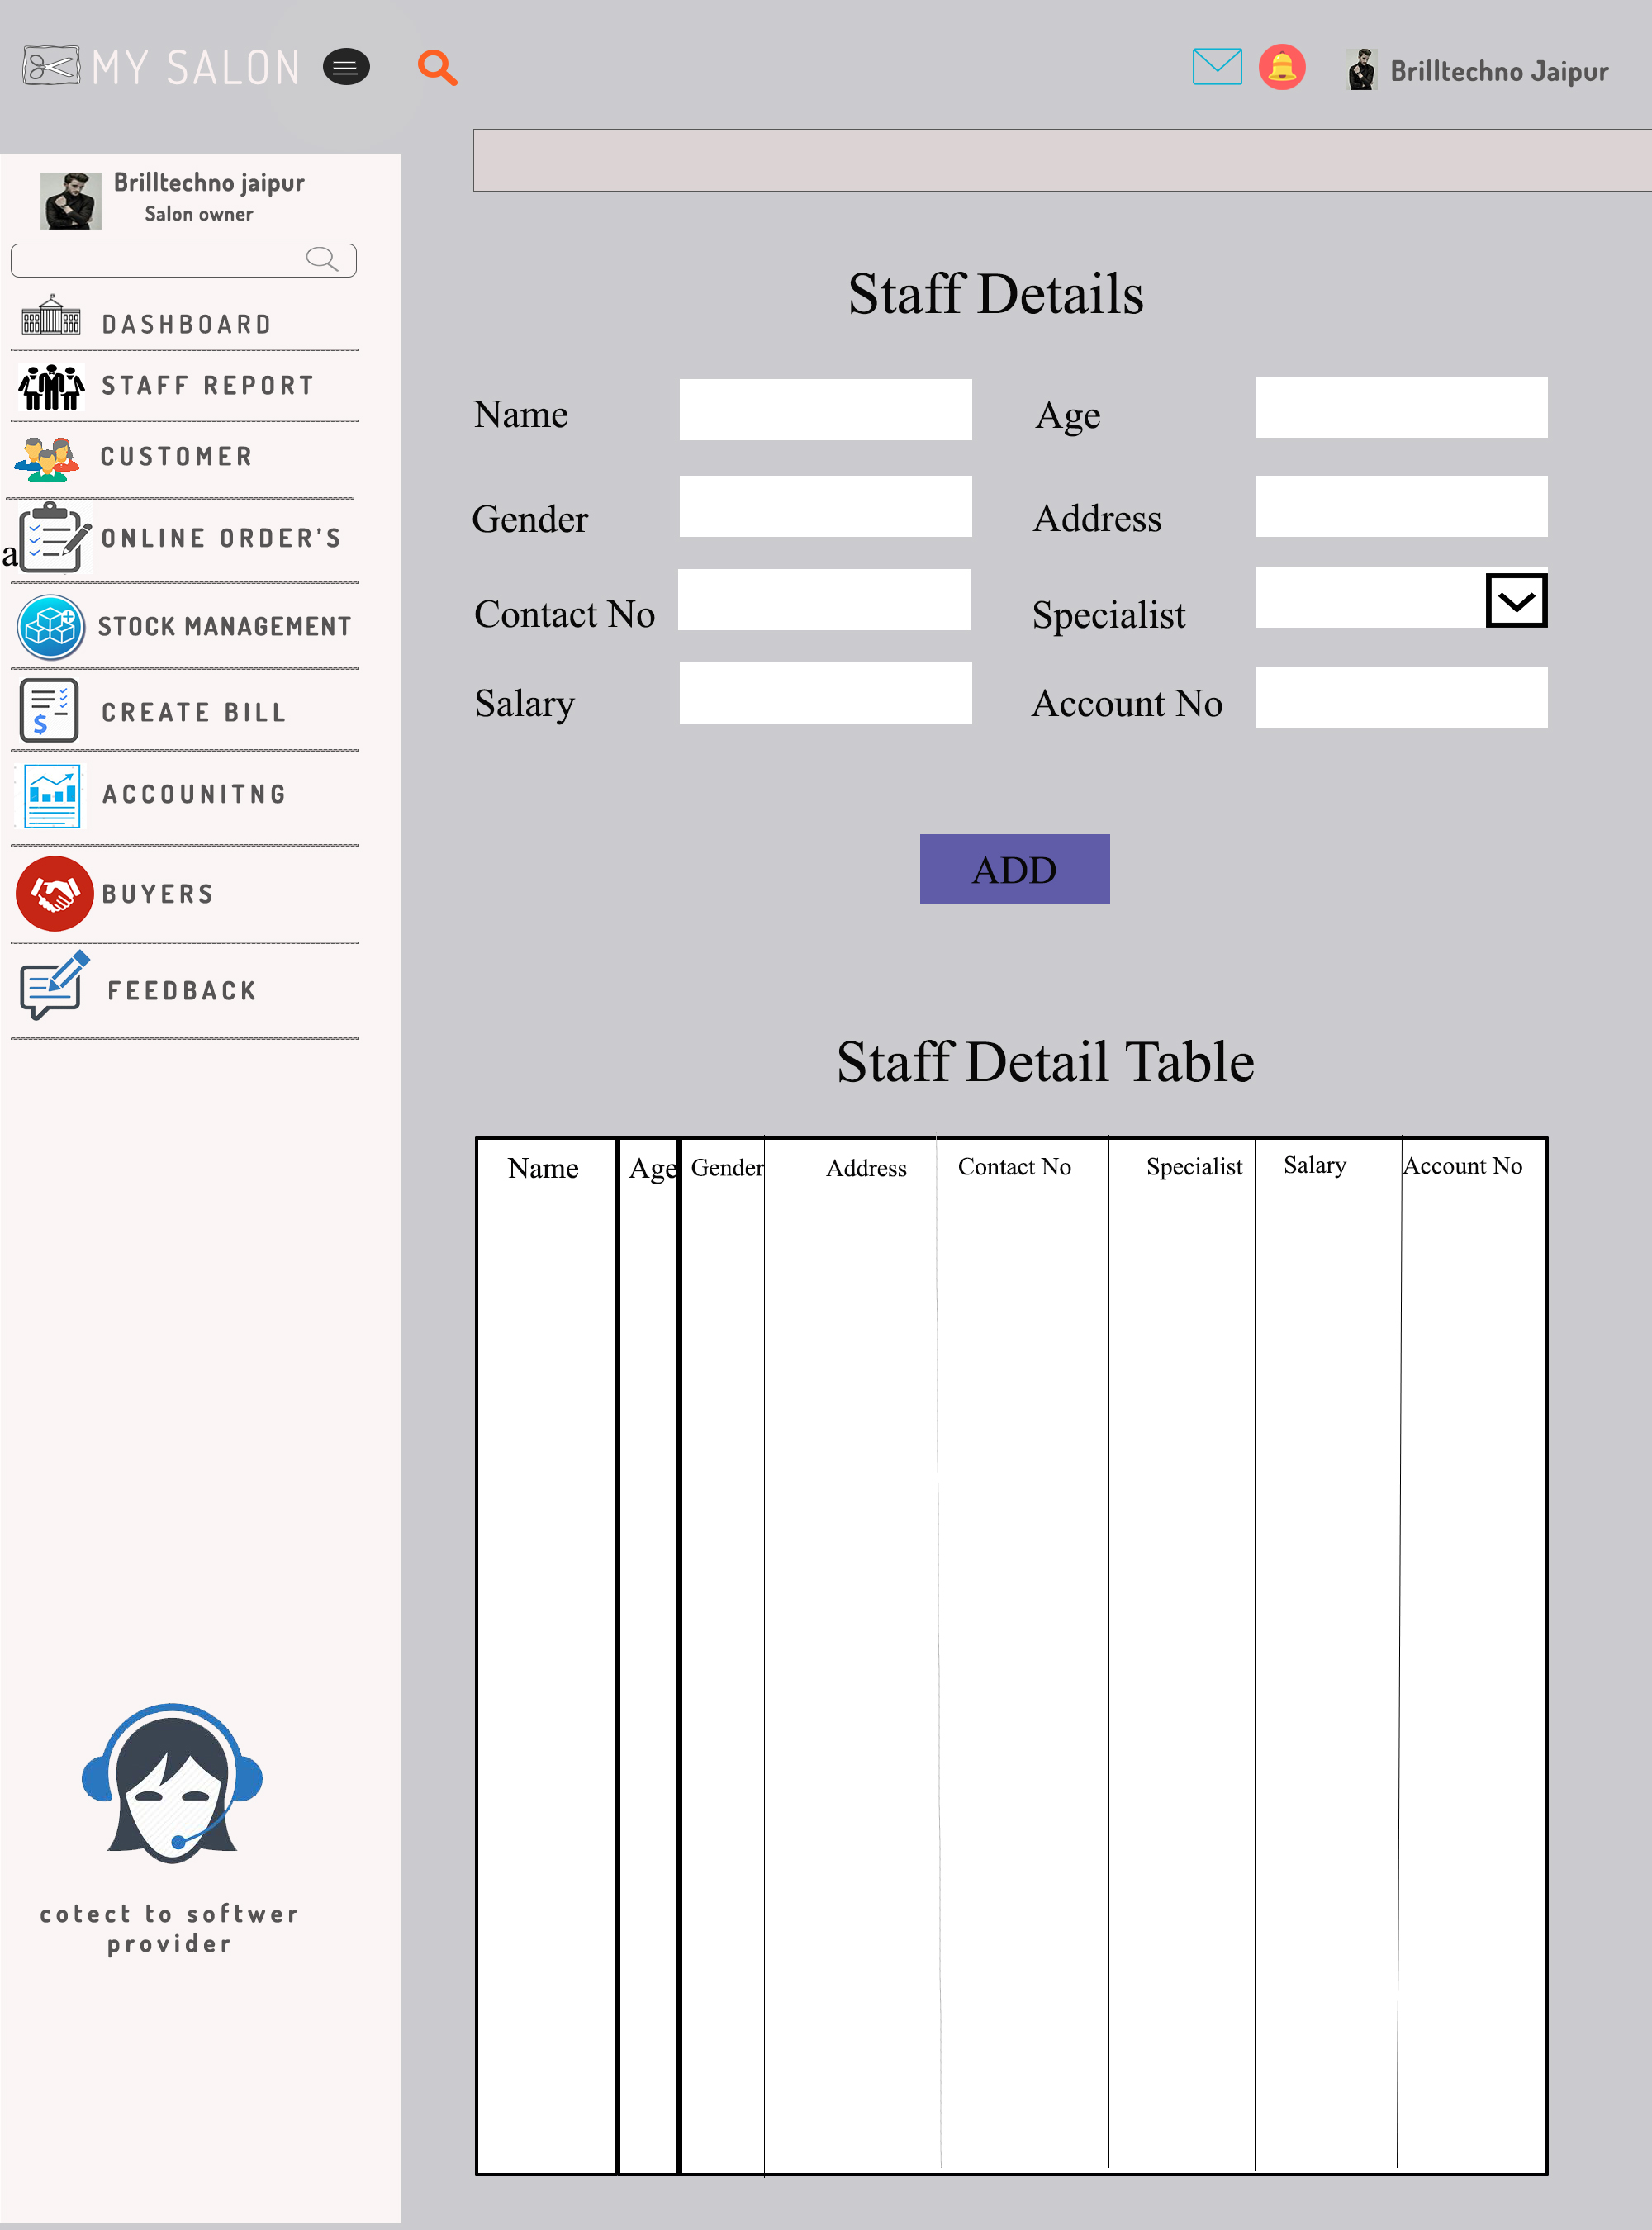 MY SALON
Brilltechno Jaipur
Brilltechno jaipur
Salon owner
DASHBOARD
STAFF REPORT
CUSTOMER
a ONLINE ORDER'S
STOCK MANAGEMENT
$ CREATE BILL
ACCOUNITNG
BUYERS
FEEDBACK
cotect to softwer
provider
Staff Details
Name Age
Gender Address
Contact No Specialist
Salary Account No
ADD
Staff Detail Table
Name Age Gender Address Contact No Specialist Salary Account No